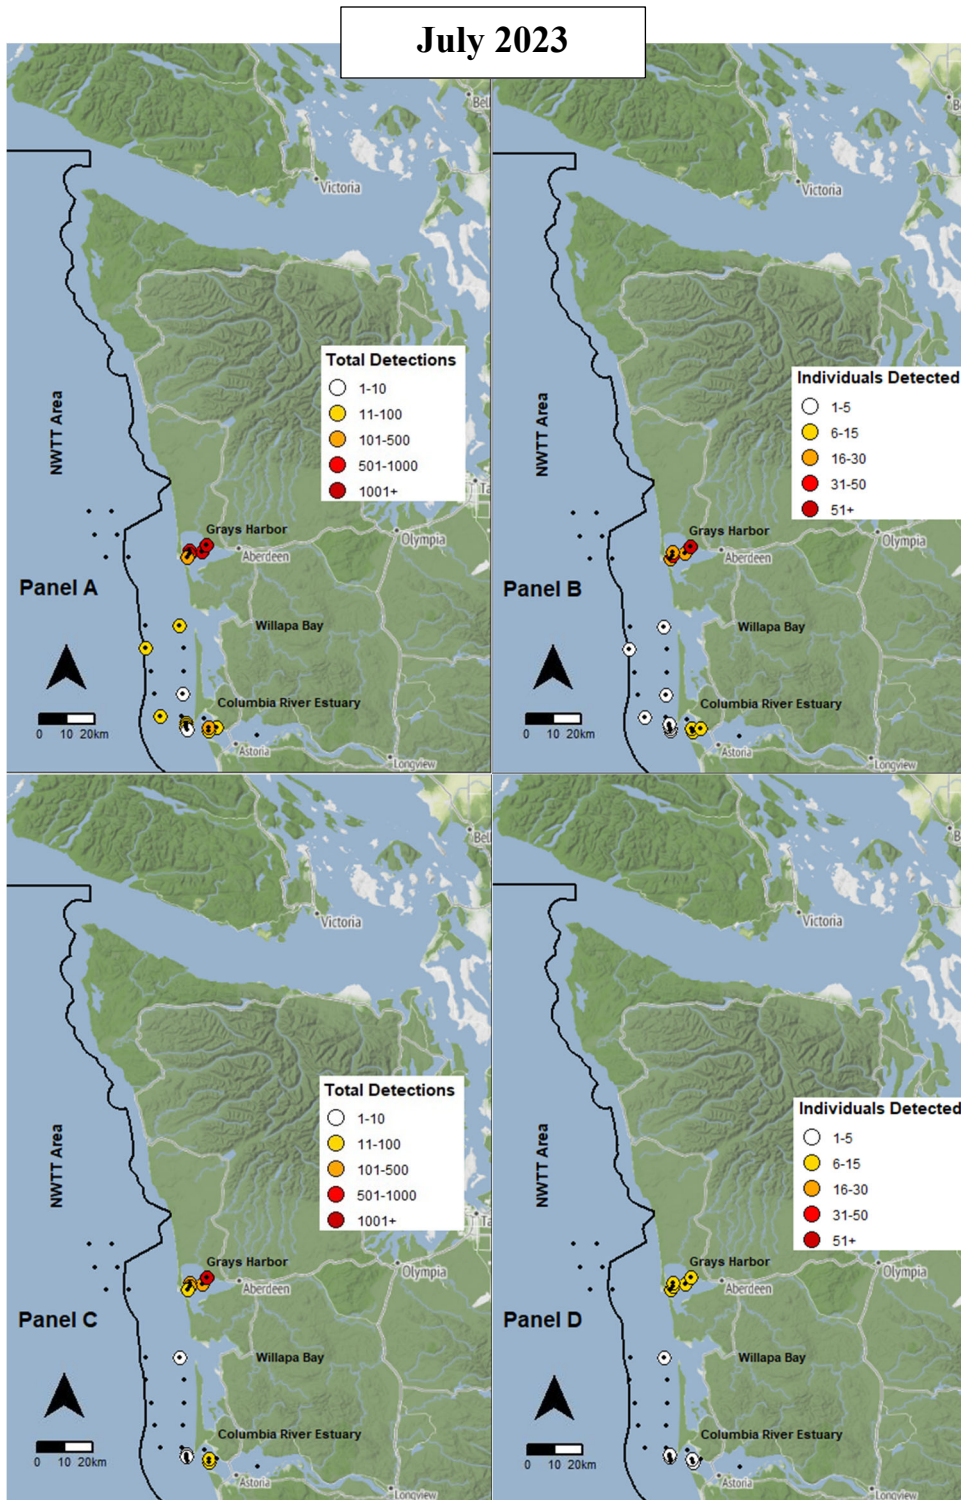 July 2023
Victoria
NWTT Area
Total Detections
1-10
11-100
101-500
501-1000
1001+
Grays Harbor
Aberdeen
Olympia
Panel A
Willapa Bay
Columbia River Estuary
0 10 20km
Astoria
Longview
Victoria
NWTT Area
Individuals Detected
1-5
6-15
16-30
31-50
51+
Grays Harbor
Aberdeen
Olympia
Panel B
Willapa Bay
Columbia River Estuary
0 10 20km
Astoria
Longview
Victoria
NWTT Area
Total Detections
1-10
11-100
101-500
501-1000
1001+
Grays Harbor
Aberdeen
Olympia
Panel C
Willapa Bay
Columbia River Estuary
0 10 20km
Astoria
Longview
Victoria
NWTT Area
Individuals Detected
1-5
6-15
16-30
31-50
51+
Grays Harbor
Aberdeen
Olympia
Panel D
Willapa Bay
Columbia River Estuary
0 10 20km
Astoria
Longview